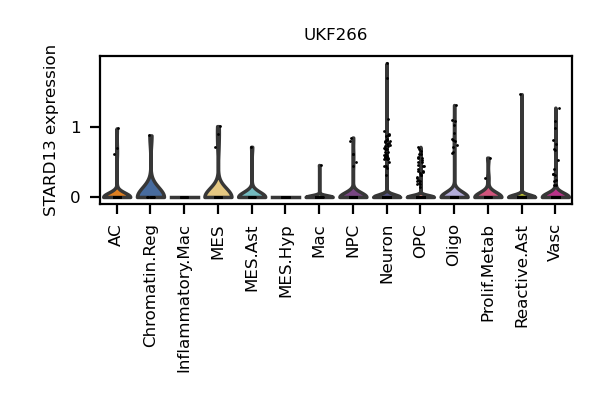 UKF266
STARD13 expression
1
0
AC
Chromatin.Reg
Inflammatory.Mac
MES
MES.Ast
MES.Hyp
Mac
NPC
Neuron
OPC
Oligo
Prolif.Metab
Reactive.Ast
Vasc